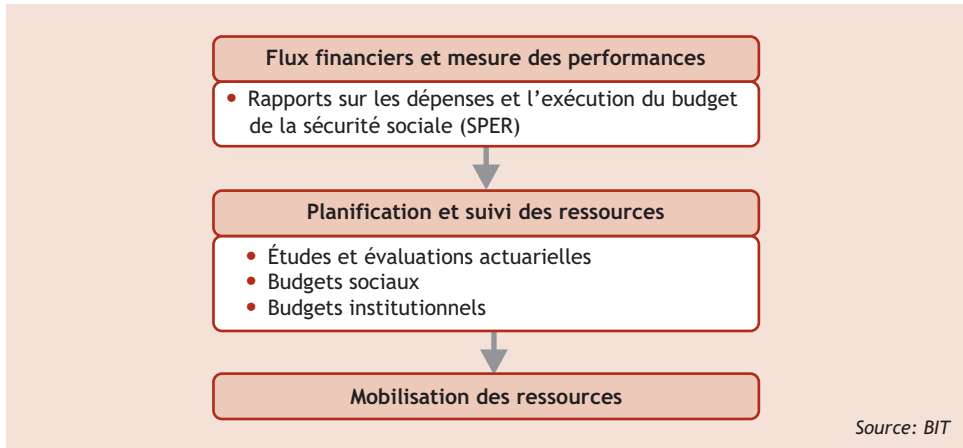 Flux financiers et mesure des performances
• Rapports sur les dépenses et l’exécution du budget
de la sécurité sociale (SPER)
Planification et suivi des ressources
• Études et évaluations actuarielles
• Budgets sociaux
• Budgets institutionnels
Mobilisation des ressources
Source: BIT